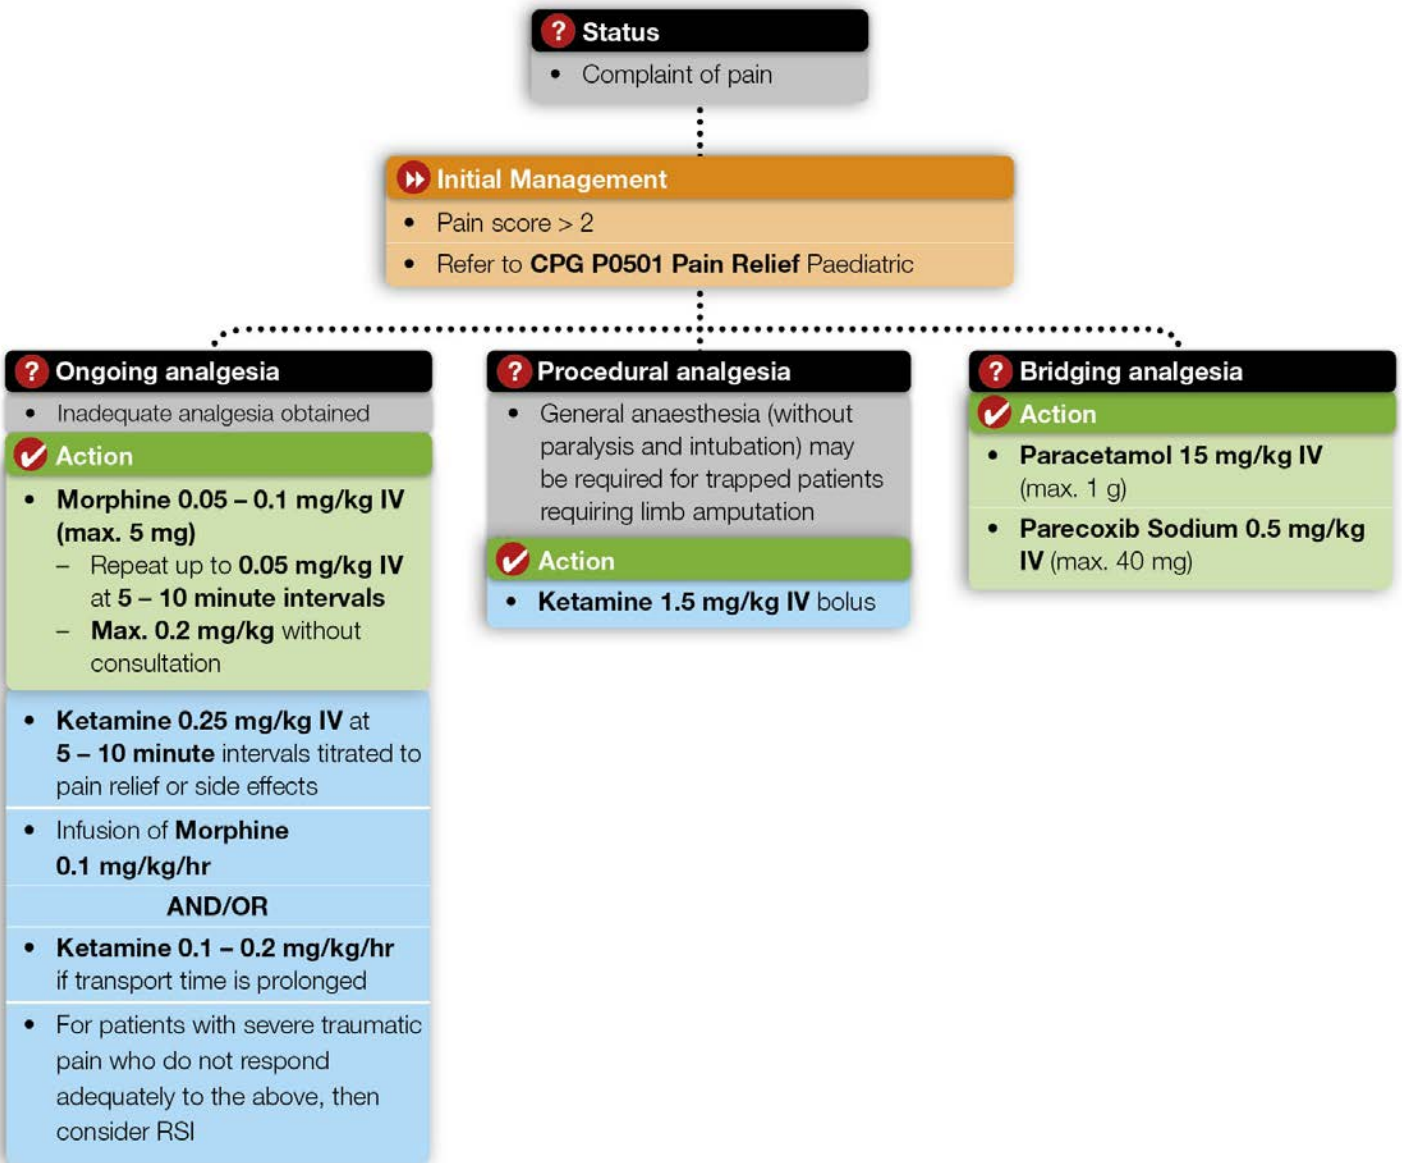 ? Status
• Complaint of pain
Initial Management
• Pain score > 2
• Refer to CPG P0501 Pain Relief Paediatric
? Ongoing analgesia
• Inadequate analgesia obtained
Action
• Morphine 0.05 – 0.1 mg/kg IV
(max. 5 mg)
– Repeat up to 0.05 mg/kg IV
at 5 – 10 minute intervals
– Max. 0.2 mg/kg without
consultation
• Ketamine 0.25 mg/kg IV at
5 – 10 minute intervals titrated to
pain relief or side effects
• Infusion of Morphine
0.1 mg/kg/hr
AND/OR
• Ketamine 0.1 – 0.2 mg/kg/hr
if transport time is prolonged
• For patients with severe traumatic
pain who do not respond
adequately to the above, then
consider RSI
? Procedural analgesia
• General anaesthesia (without
paralysis and intubation) may
be required for trapped patients
requiring limb amputation
Action
• Ketamine 1.5 mg/kg IV bolus
? Bridging analgesia
Action
• Paracetamol 15 mg/kg IV
(max. 1 g)
• Parecoxib Sodium 0.5 mg/kg
IV (max. 40 mg)